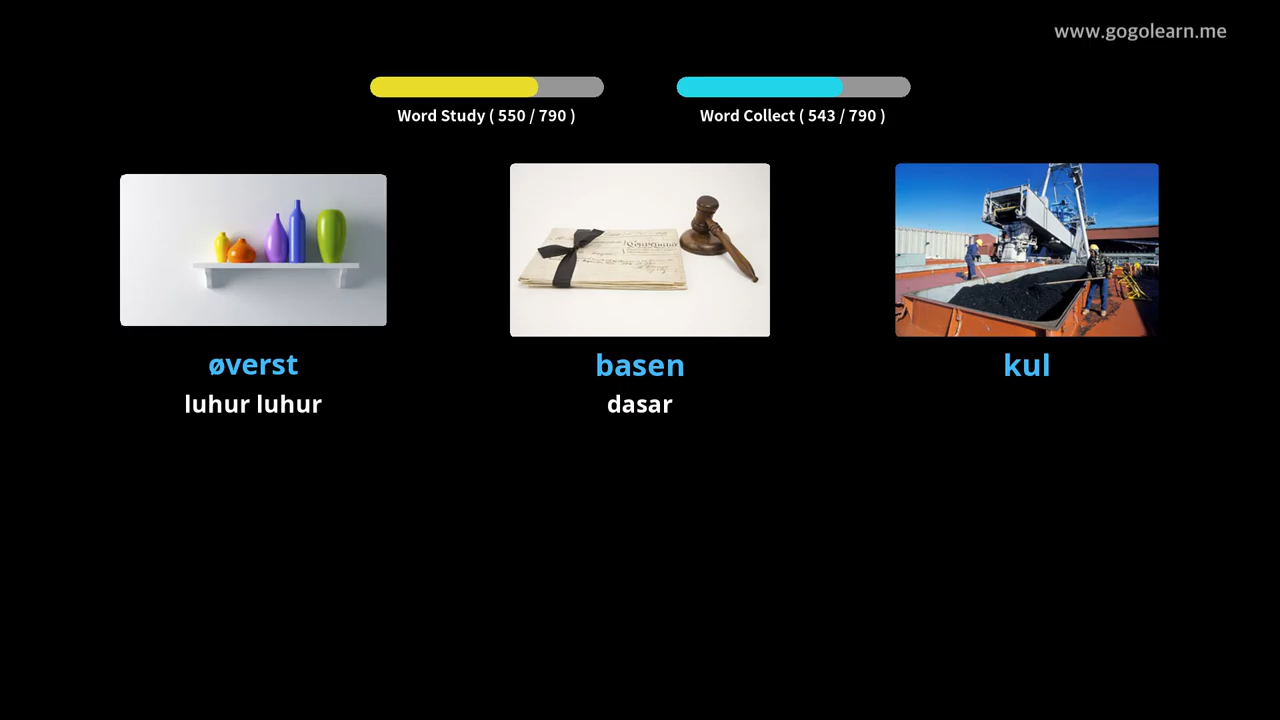 www.gogolearn.me
Word Study ( 550 / 790 )
Word Collect ( 543 / 790 )
øverst
basen
kul
luhur luhur
dasar